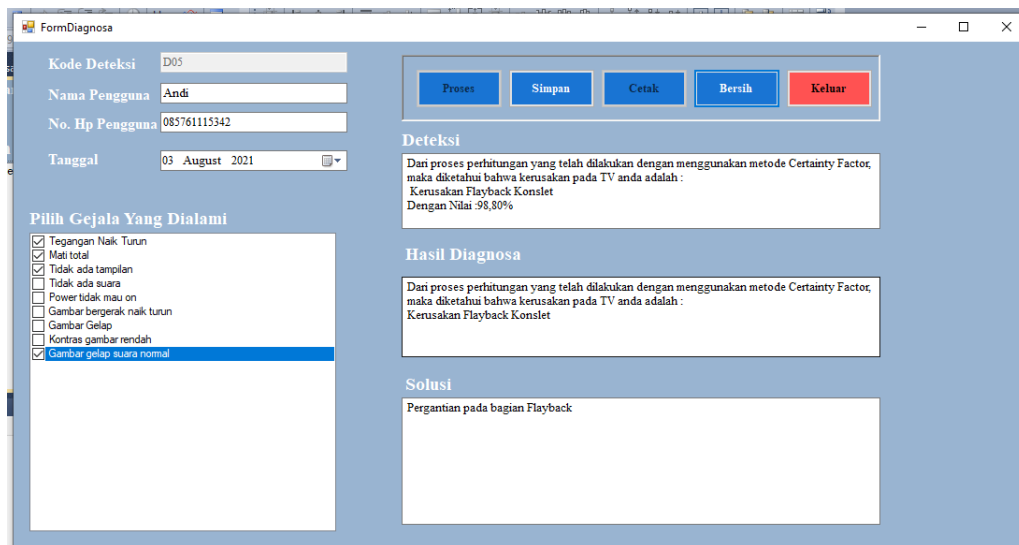 FormDiagnosa
Kode Deteksi
D05
Nama Pengguna
Andi
No. Hp Pengguna
085761115342
Tanggal
03 August 2021
Pilih Gejala Yang Dialami
Tegangan Naik Turun
Mati total
Tidak ada tampilan
Tidak ada suara
Power tidak mau on
Gambar bergerak naik turun
Gambar Gelap
Kontras gambar rendah
Gambar gelap suara normal
Proses
Simpan
Cetak
Bersih
Keluar
Deteksi
Dari proses perhitungan yang telah dilakukan dengan menggunakan metode Certainty Factor,
maka diketahui bahwa kerusakan pada TV anda adalah :
Kerusakan Flayback Konslet
Dengan Nilai :98,80%
Hasil Diagnosa
Dari proses perhitungan yang telah dilakukan dengan menggunakan metode Certainty Factor,
maka diketahui bahwa kerusakan pada TV anda adalah :
Kerusakan Flayback Konslet
Solusi
Pergantian pada bagian Flayback